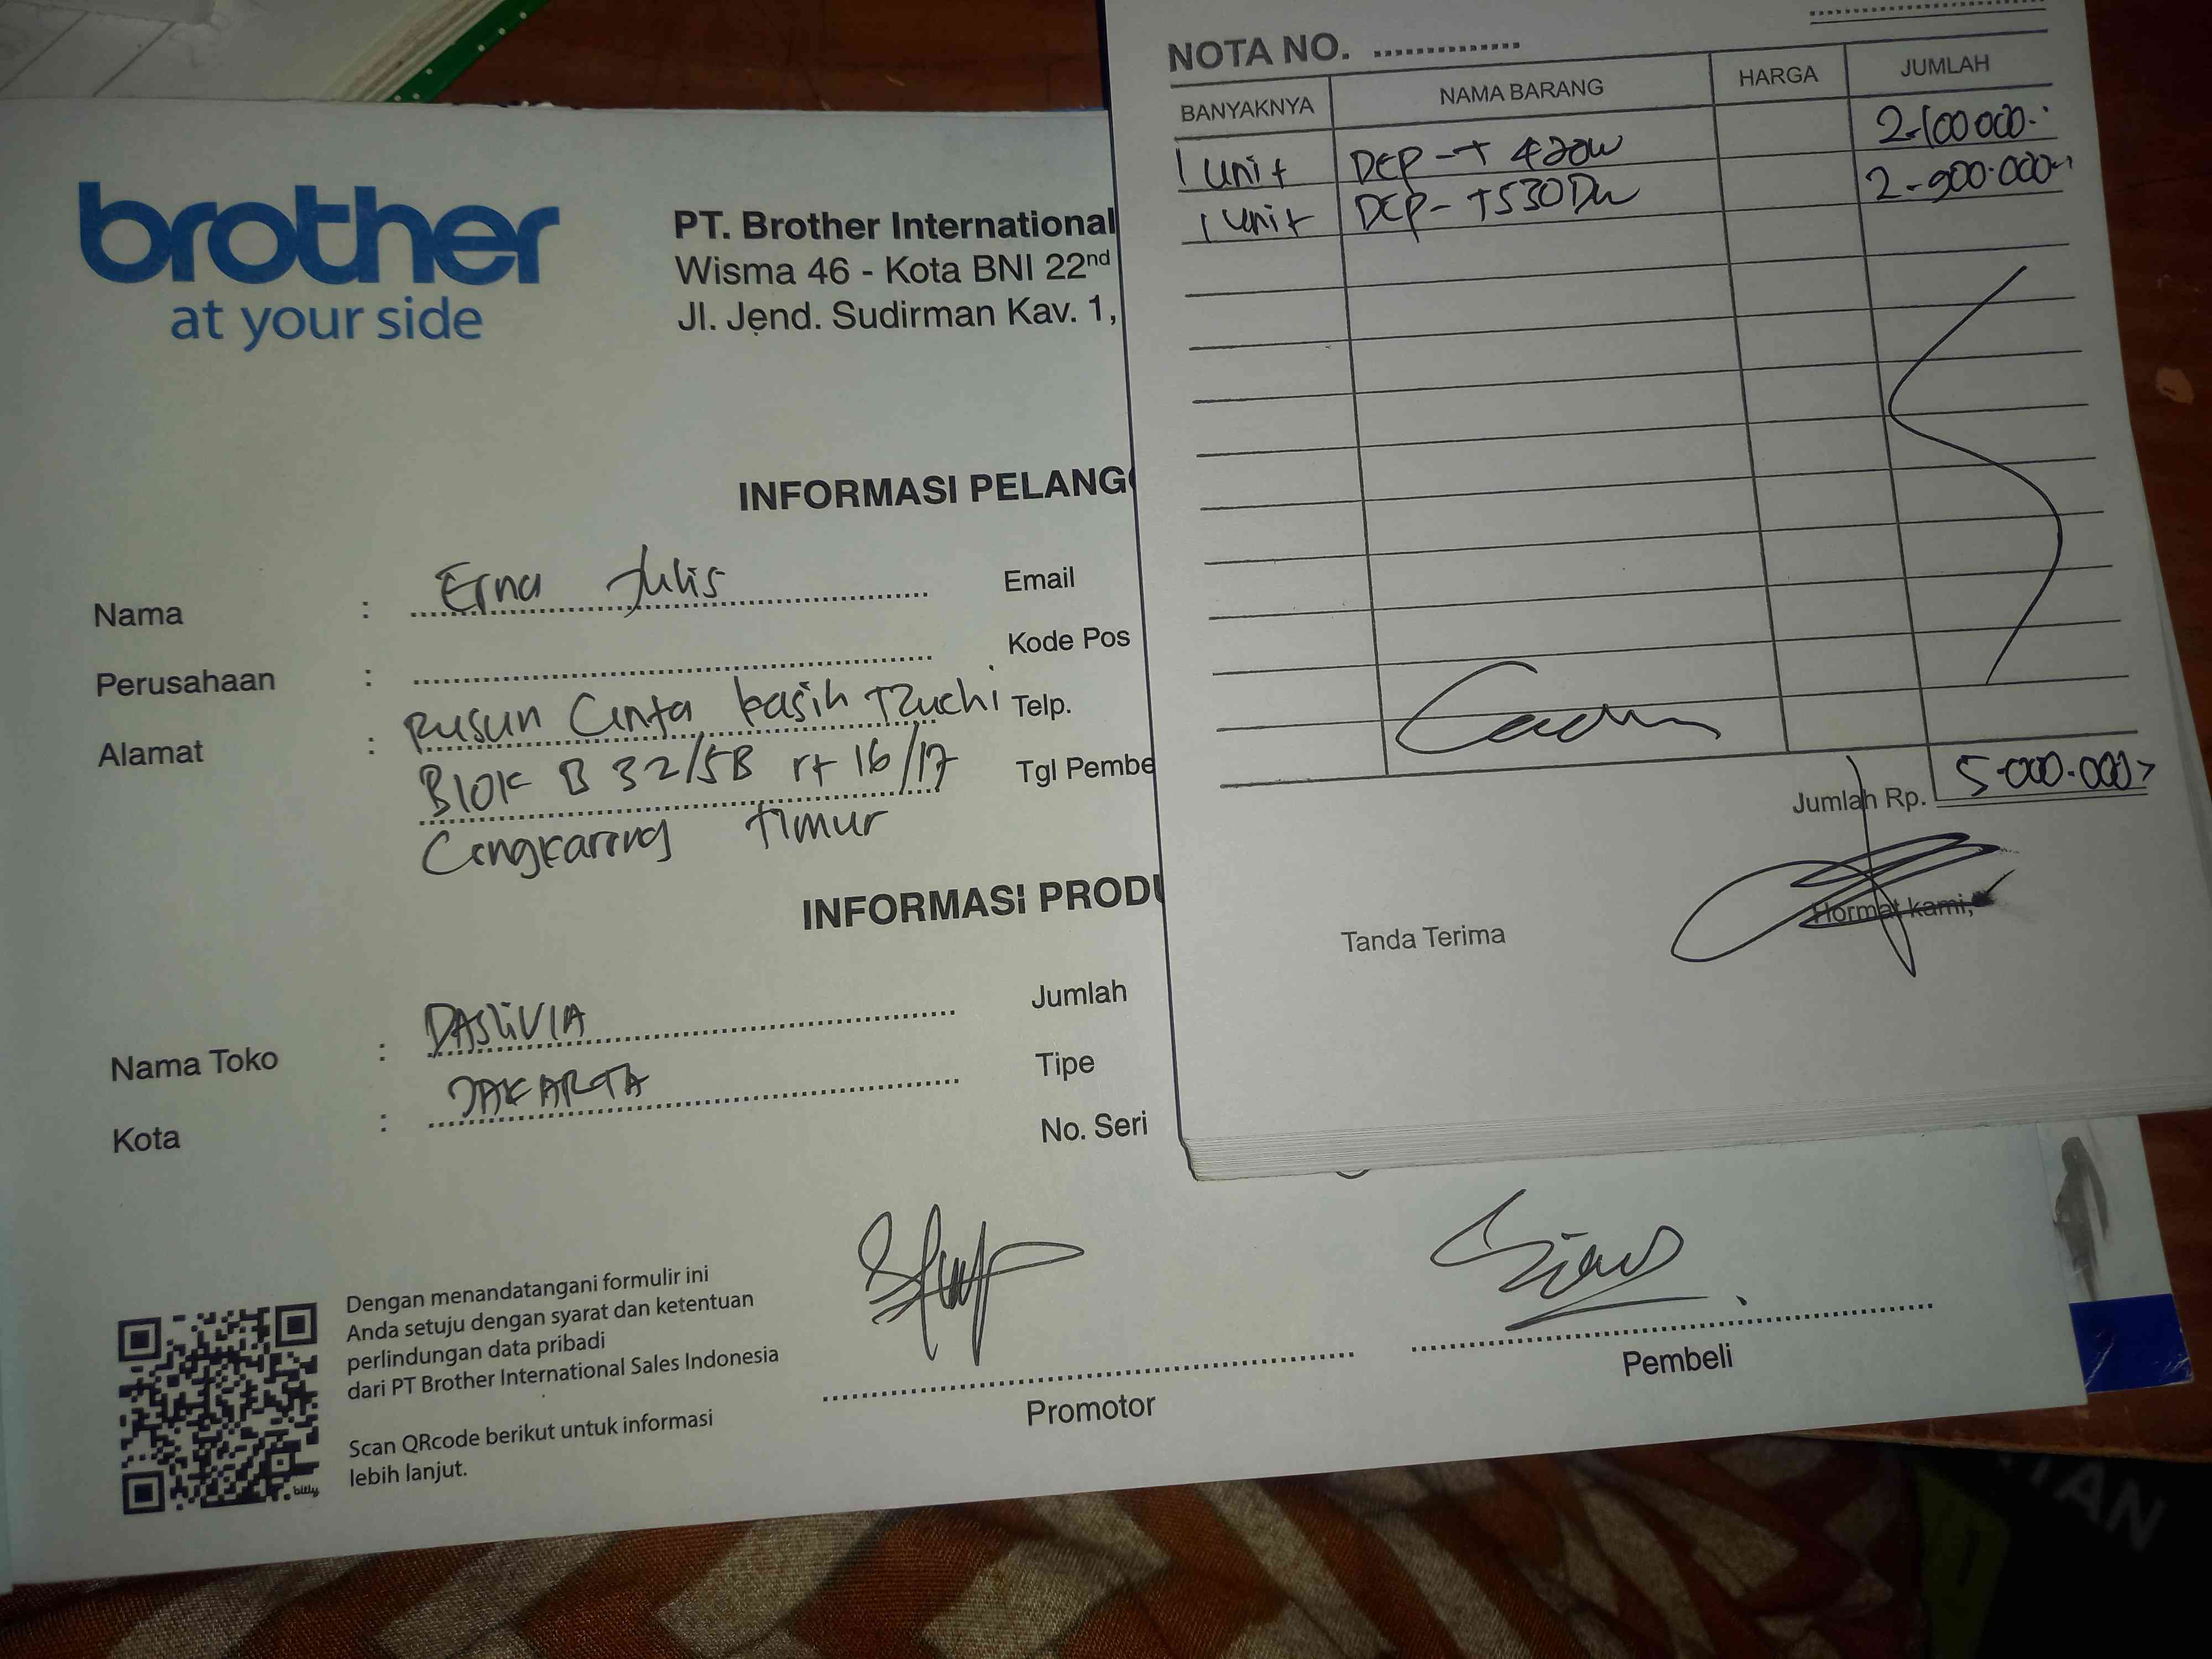 brother
at your side
PT. Brother International
Wisma 46 - Kota BNI 22nd
Jl. Jend. Sudirman Kav. 1,
INFORMASI PELANGG
Nama : Erna Julis
Email
Perusahaan :
Kode Pos
Alamat : Rusun Cinta kasih Tzuchi
Telp.
Blok B 32/5B rt 16/17
Tgl Pembe
Cengkareng timur
INFORMASI PRODU
Nama Toko : DASLIVIA
Jumlah
Kota : JAKARTA
Tipe
No. Seri
Dengan menandatangani formulir ini
Anda setuju dengan syarat dan ketentuan
perlindungan data pribadi
dari PT Brother International Sales Indonesia
Scan QRcode berikut untuk informasi
lebih lanjut.
bitly
Promotor
Pembeli
NOTA NO.
BANYAKNYA NAMA BARANG HARGA JUMLAH
1 Unit DCP-T 420W 2.100.000.-
1 Unit DCP-T530DW 2.900.000.-
Jumlah Rp. 5.000.000,-
Tanda Terima
Hormat kami,
TAN